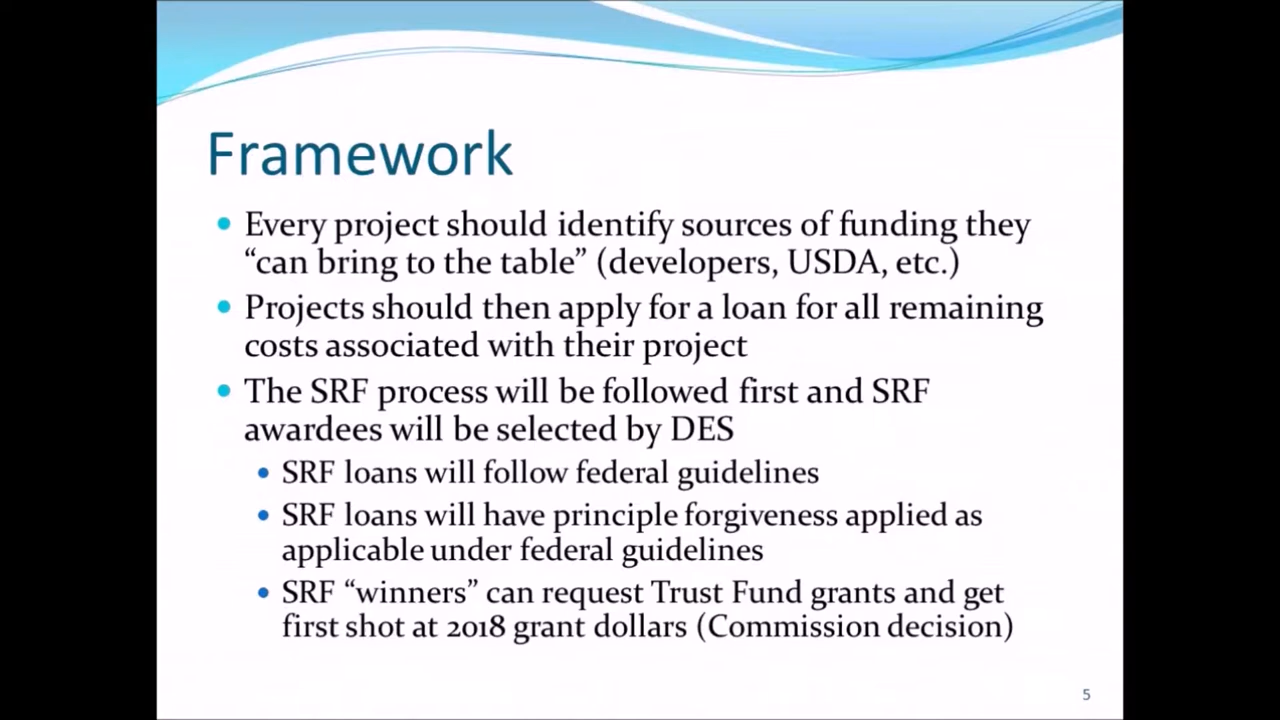 Framework
• Every project should identify sources of funding they
“can bring to the table” (developers, USDA, etc.)
• Projects should then apply for a loan for all remaining
costs associated with their project
• The SRF process will be followed first and SRF
awardees will be selected by DES
• SRF loans will follow federal guidelines
• SRF loans will have principle forgiveness applied as
applicable under federal guidelines
• SRF “winners” can request Trust Fund grants and get
first shot at 2018 grant dollars (Commission decision)
5